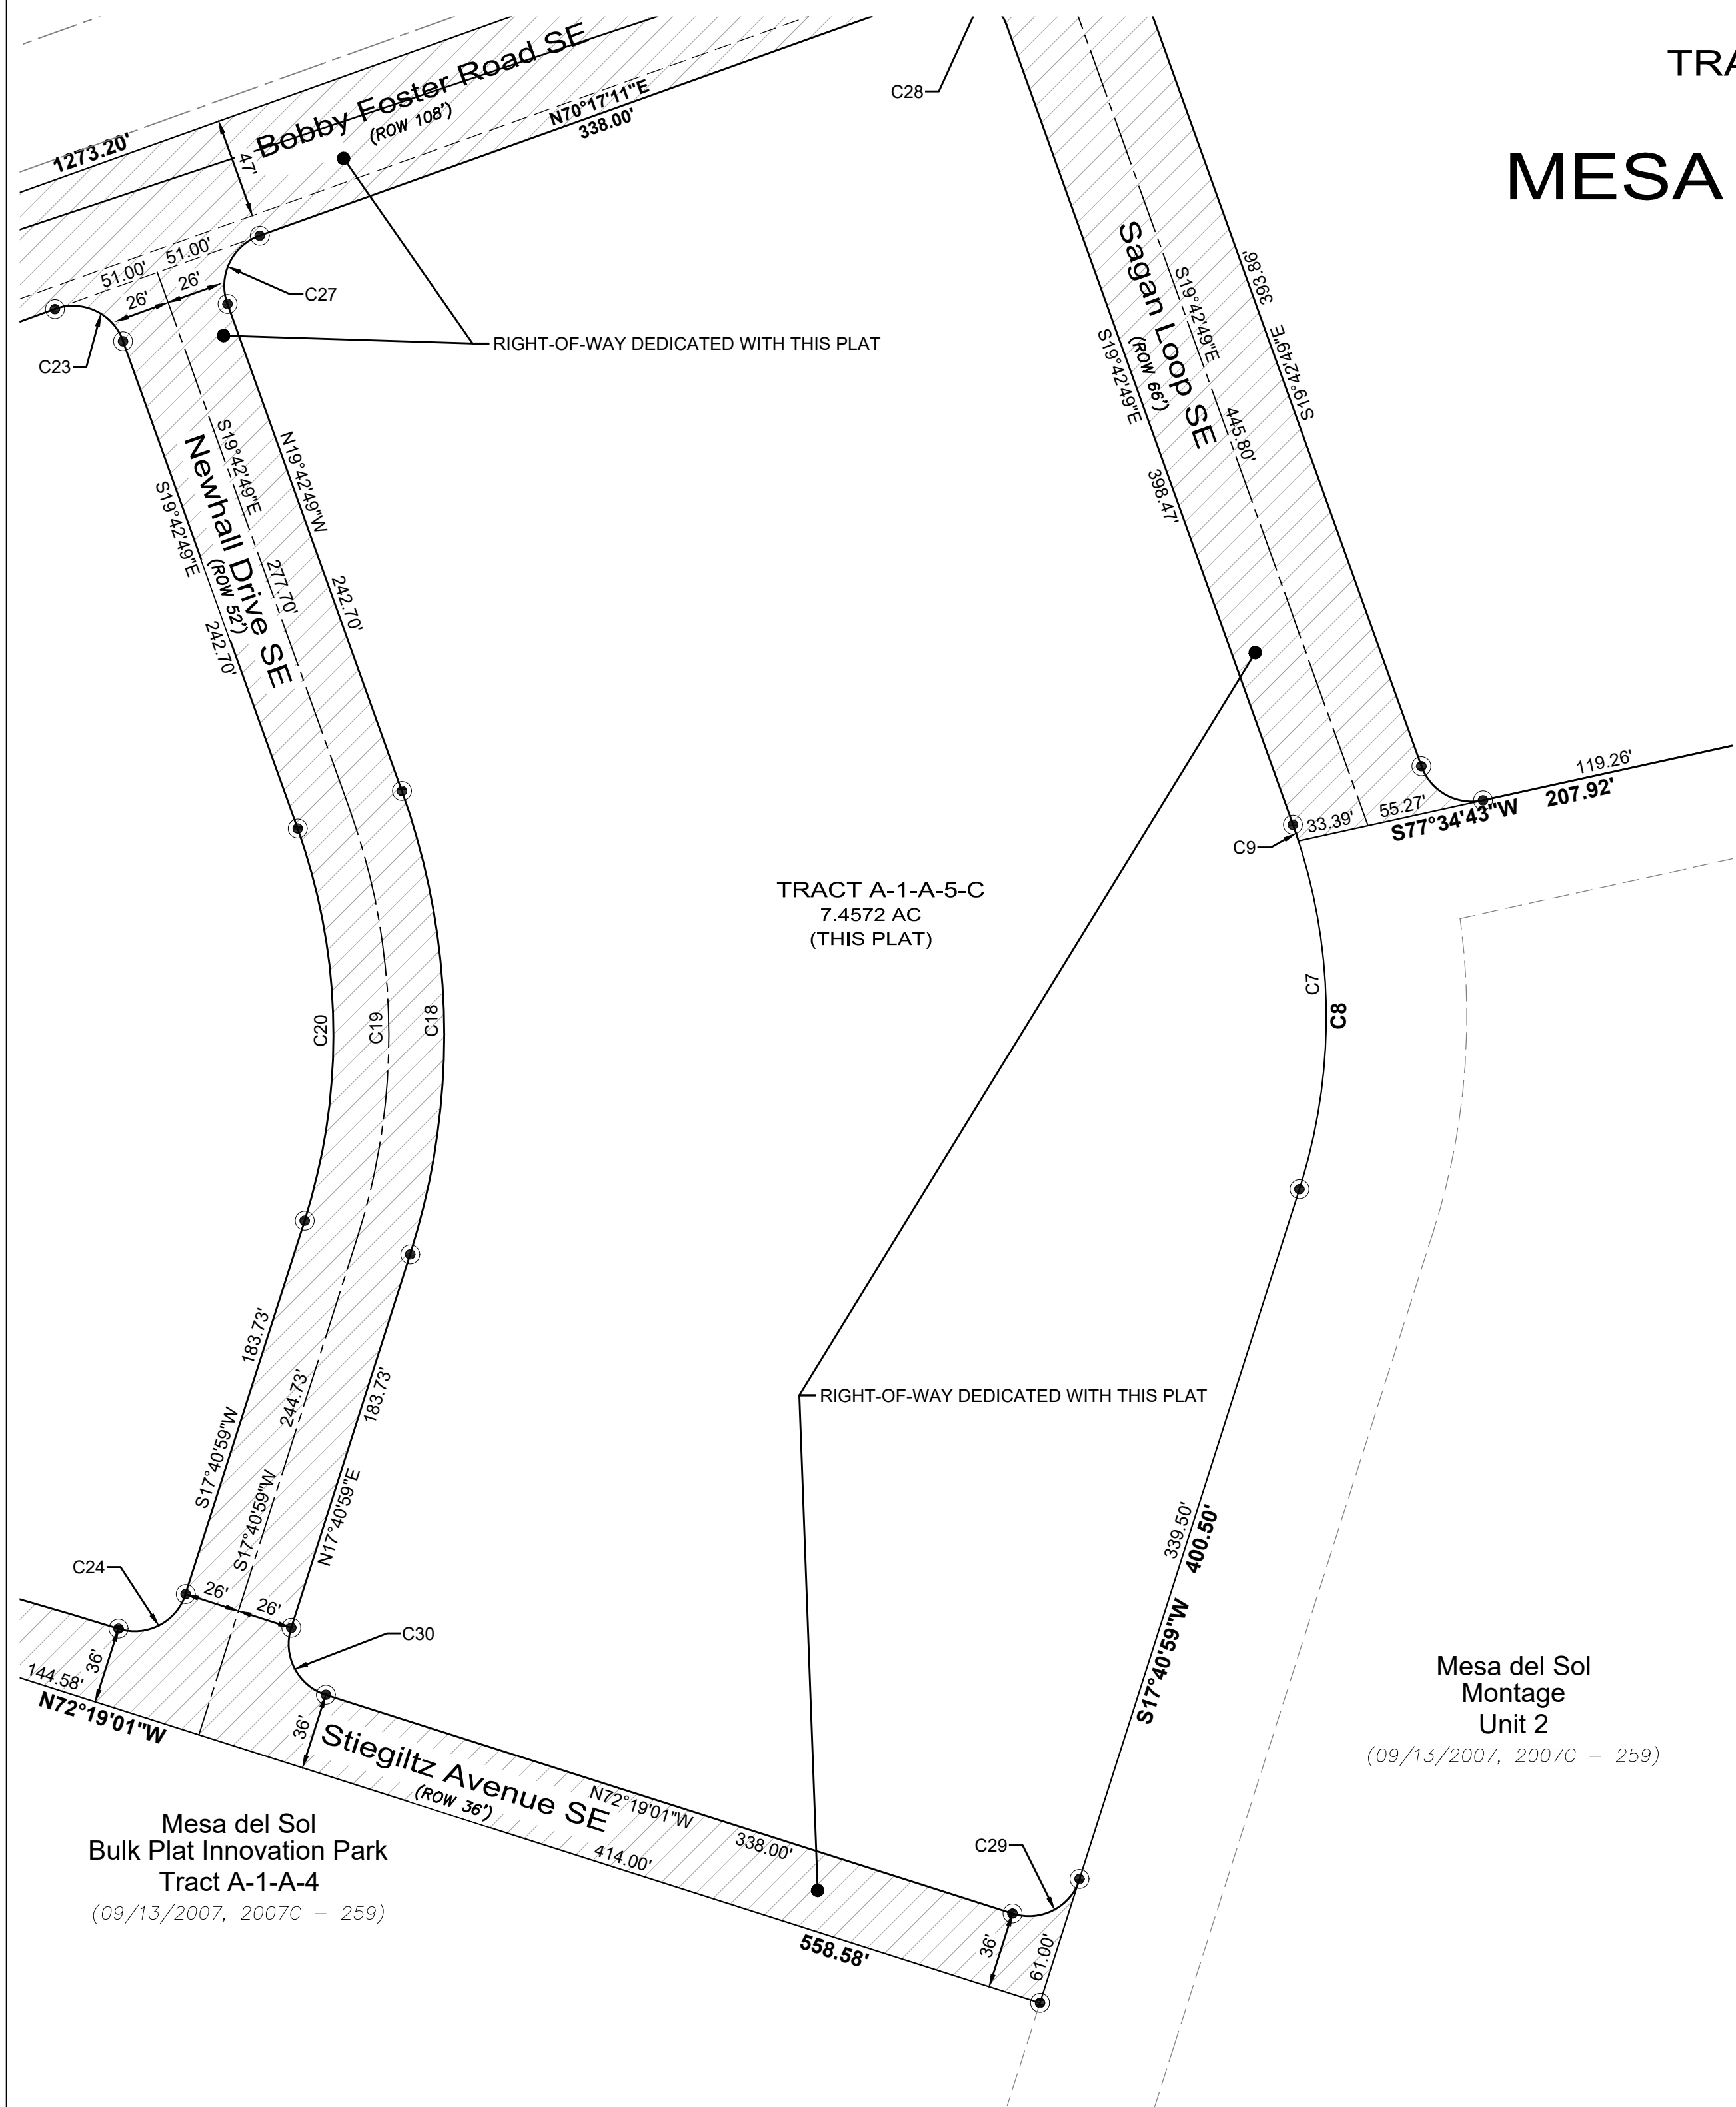 TRA
MESA
C28
Bobby Foster Road SE
(ROW 108')
N70°17'11"E
338.00'
1273.20'
47'
51.00'
51.00'
26'
26'
C27
C23
RIGHT-OF-WAY DEDICATED WITH THIS PLAT
Sagan Loop SE
(ROW 66')
S19°42'49"E
445.80'
S19°42'49"E
398.47'
393.86'
S19°42'49"E
Newhall Drive SE
(ROW 52')
S19°42'49"E
277.70'
N19°42'49"W
242.70'
S19°42'49"E
242.70'
119.26'
207.92'
55.27'
S77°34'43"W
33.39'
C9
TRACT A-1-A-5-C
7.4572 AC
(THIS PLAT)
C7
C8
C20
C19
C18
183.73'
S17°40'59"W
244.73'
S17°40'59"W
183.73'
N17°40'59"E
RIGHT-OF-WAY DEDICATED WITH THIS PLAT
339.50'
400.50'
S17°40'59"W
C24
26'
26'
C30
36'
144.58'
N72°19'01"W
36'
Stiegiltz Avenue SE
(ROW 36')
N72°19'01"W
338.00'
414.00'
558.58'
C29
36'
61.00'
Mesa del Sol
Montage
Unit 2
(09/13/2007, 2007C – 259)
Mesa del Sol
Bulk Plat Innovation Park
Tract A-1-A-4
(09/13/2007, 2007C – 259)